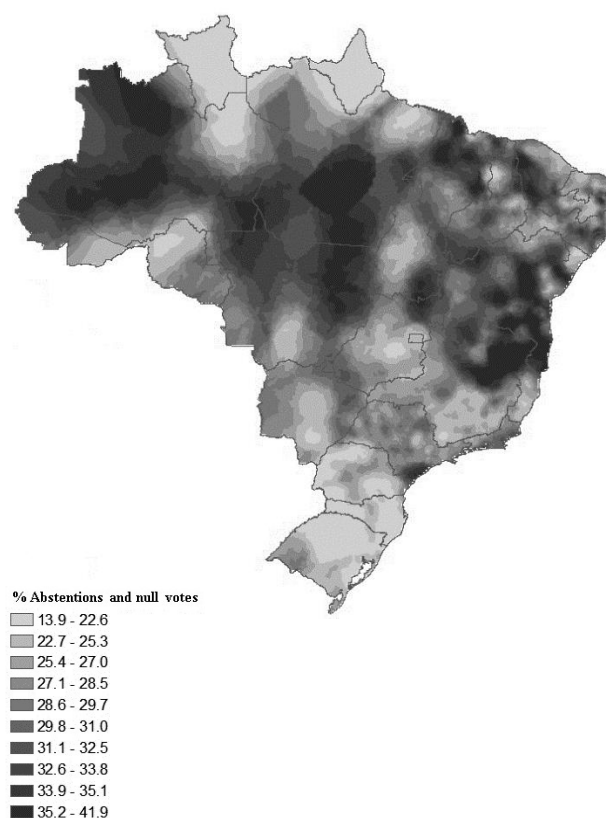 % Abstentions and null votes
13.9 - 22.6
22.7 - 25.3
25.4 - 27.0
27.1 - 28.5
28.6 - 29.7
29.8 - 31.0
31.1 - 32.5
32.6 - 33.8
33.9 - 35.1
35.2 - 41.9